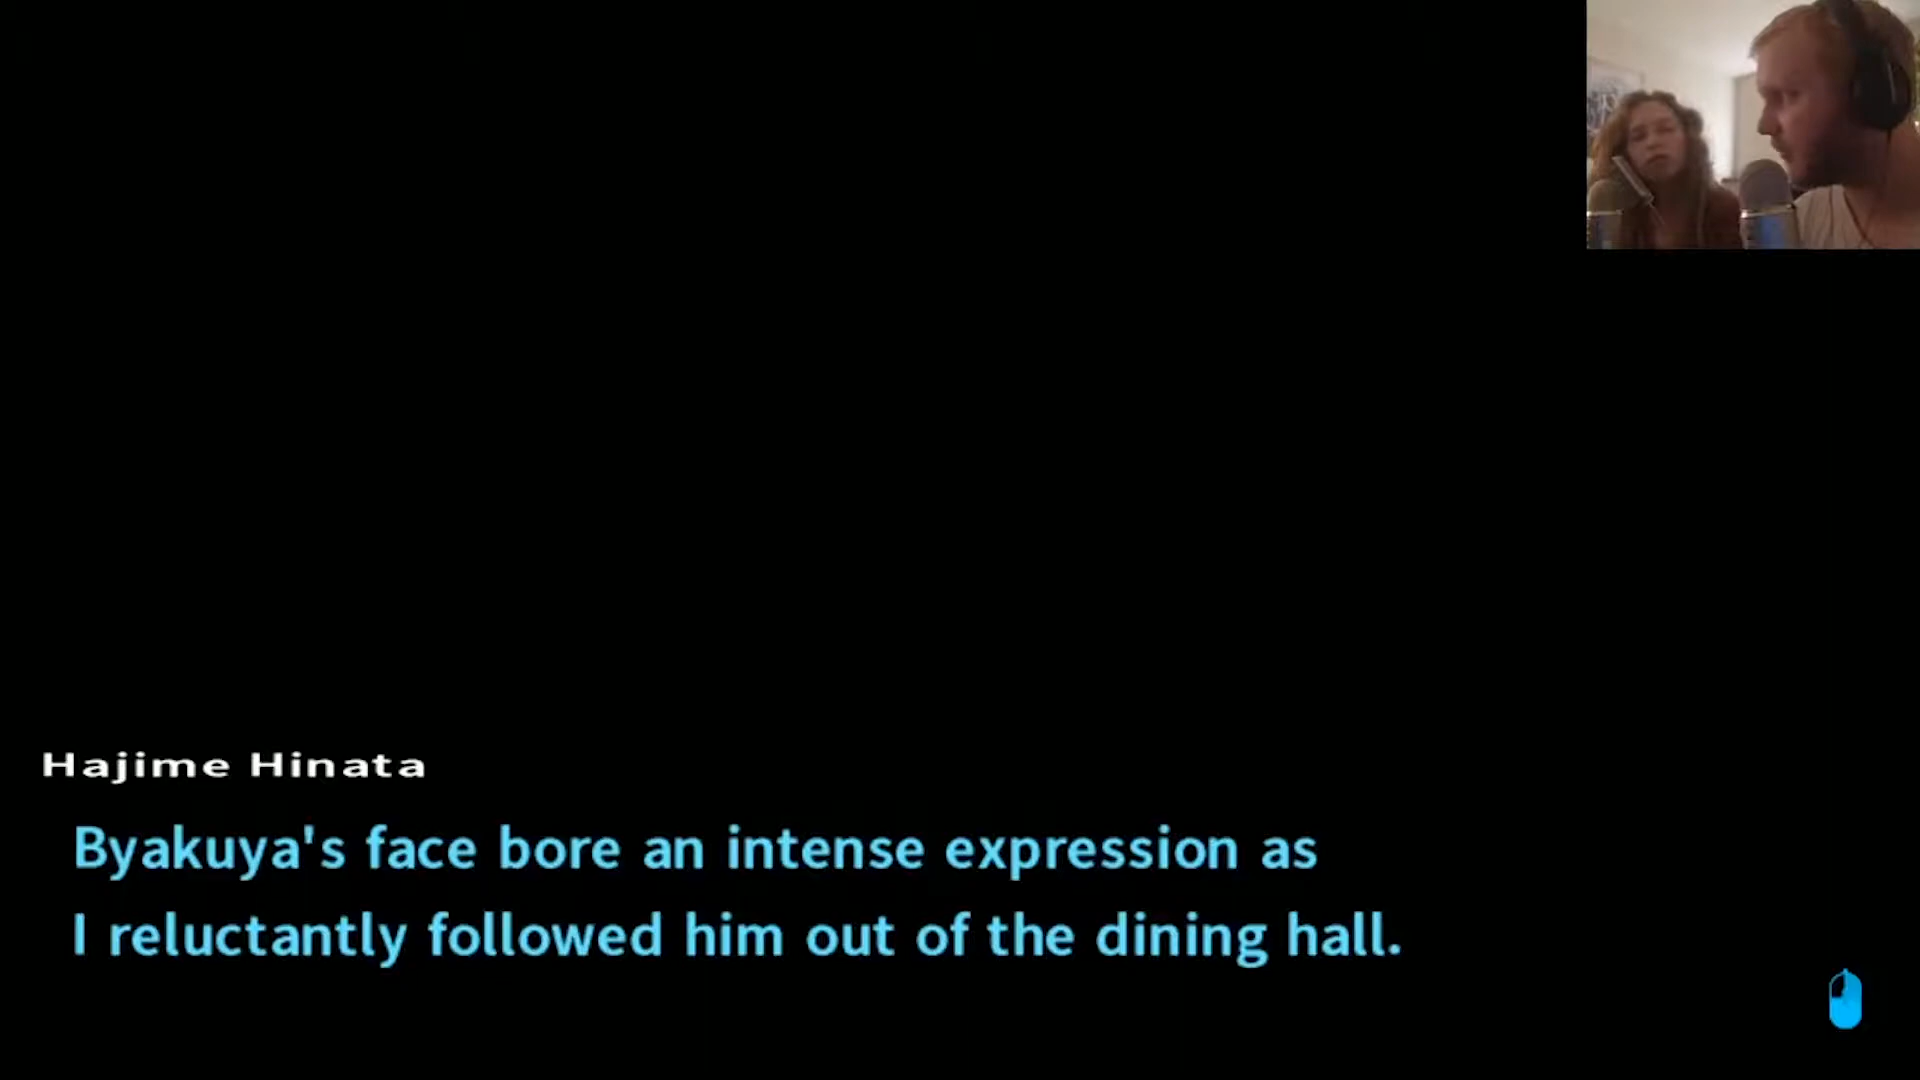 Hajime Hinata
Byakuya's face bore an intense expression as
I reluctantly followed him out of the dining hall.